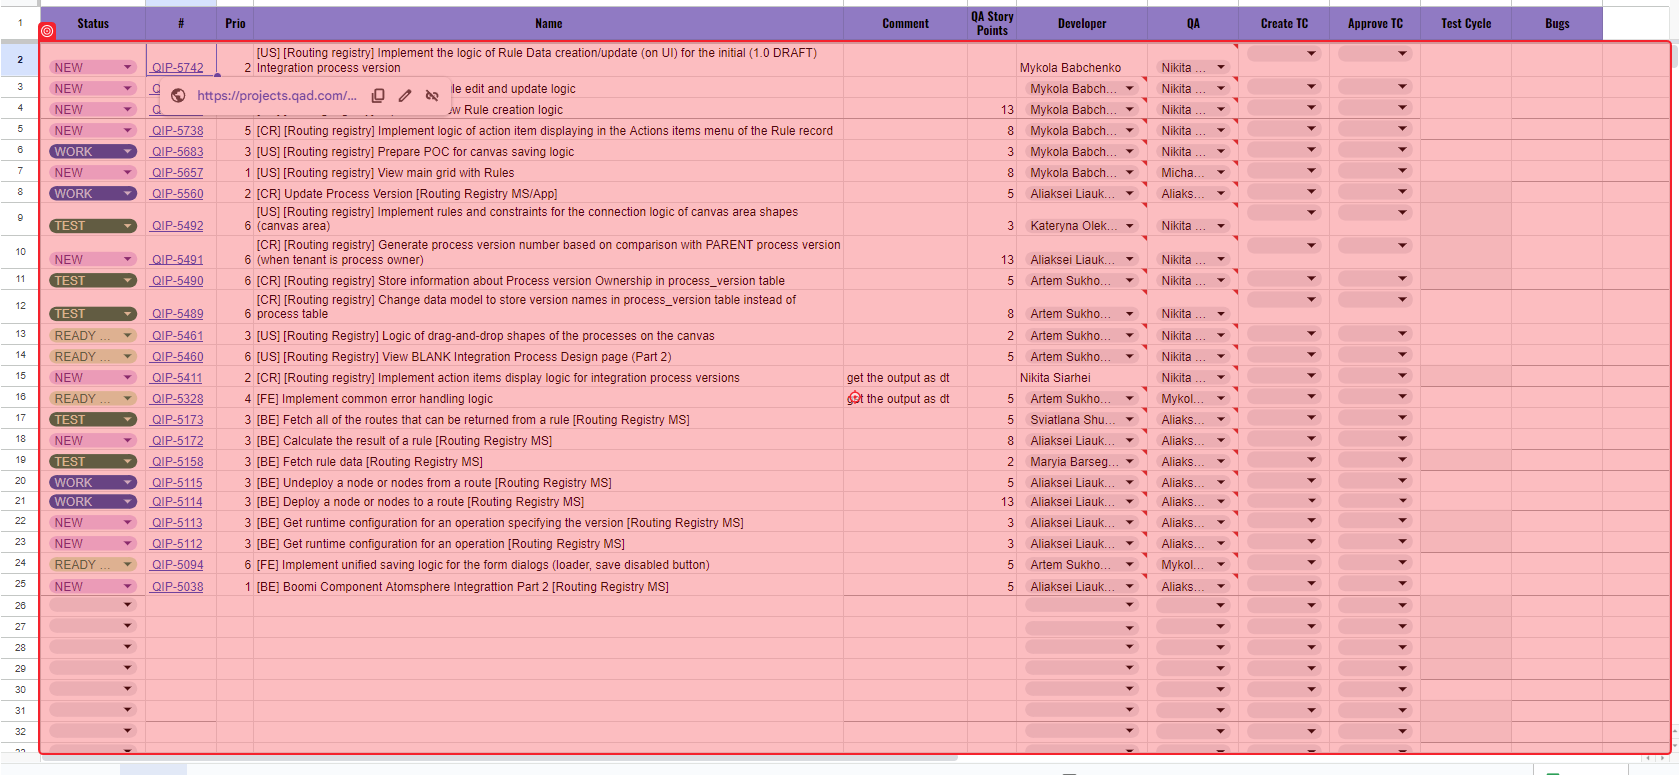 1 Status # Prio Name Comment QA Story Points Developer QA Create TC Approve TC Test Cycle Bugs
[US] [Routing registry] Implement the logic of Rule Data creation/update (on UI) for the initial (1.0 DRAFT)
2 NEW QIP-5742 2 Integration process version Mykola Babchenko Nikita ...
https://projects.qad.com/...
3 NEW edit and update logic Mykola Babch... Nikita ...
4 NEW Rule creation logic 13 Mykola Babch... Nikita ...
5 NEW QIP-5738 5 [CR] [Routing registry] Implement logic of action item displaying in the Actions items menu of the Rule record 8 Mykola Babch... Nikita ...
6 WORK QIP-5683 3 [US] [Routing registry] Prepare POC for canvas saving logic 3 Mykola Babch... Nikita ...
7 NEW QIP-5657 1 [US] [Routing registry] View main grid with Rules 8 Mykola Babch... Micha...
8 WORK QIP-5560 2 [CR] Update Process Version [Routing Registry MS/App] 5 Aliaksei Liauk... Aliaks...
[US] [Routing registry] Implement rules and constraints for the connection logic of canvas area shapes
9 TEST QIP-5492 6 (canvas area) 3 Kateryna Olek... Nikita ...
[CR] [Routing registry] Generate process version number based on comparison with PARENT process version
10 NEW QIP-5491 6 (when tenant is process owner) 13 Aliaksei Liauk... Nikita ...
11 TEST QIP-5490 6 [CR] [Routing registry] Store information about Process version Ownership in process_version table 5 Artem Sukho... Nikita ...
[CR] [Routing registry] Change data model to store version names in process_version table instead of
12 TEST QIP-5489 6 process table 8 Artem Sukho... Nikita ...
13 READY ... QIP-5461 3 [US] [Routing Registry] Logic of drag-and-drop shapes of the processes on the canvas 2 Artem Sukho... Nikita ...
14 READY ... QIP-5460 6 [US] [Routing Registry] View BLANK Integration Process Design page (Part 2) 5 Artem Sukho... Nikita ...
15 NEW QIP-5411 2 [CR] [Routing registry] Implement action items display logic for integration process versions get the output as dt Nikita Siarhei Nikita ...
16 READY ... QIP-5328 4 [FE] Implement common error handling logic get the output as dt 5 Artem Sukho... Mykol...
17 TEST QIP-5173 3 [BE] Fetch all of the routes that can be returned from a rule [Routing Registry MS] 5 Sviatlana Shu... Aliaks...
18 NEW QIP-5172 3 [BE] Calculate the result of a rule [Routing Registry MS] 8 Aliaksei Liauk... Aliaks...
19 TEST QIP-5158 3 [BE] Fetch rule data [Routing Registry MS] 2 Maryia Barseg... Aliaks...
20 WORK QIP-5115 3 [BE] Undeploy a node or nodes from a route [Routing Registry MS] 5 Aliaksei Liauk... Aliaks...
21 WORK QIP-5114 3 [BE] Deploy a node or nodes to a route [Routing Registry MS] 13 Aliaksei Liauk... Aliaks...
22 NEW QIP-5113 3 [BE] Get runtime configuration for an operation specifying the version [Routing Registry MS] 3 Aliaksei Liauk... Aliaks...
23 NEW QIP-5112 3 [BE] Get runtime configuration for an operation [Routing Registry MS] 3 Aliaksei Liauk... Aliaks...
24 READY ... QIP-5094 6 [FE] Implement unified saving logic for the form dialogs (loader, save disabled button) 5 Artem Sukho... Mykol...
25 NEW QIP-5038 1 [BE] Boomi Component Atomsphere Integrattion Part 2 [Routing Registry MS] 5 Aliaksei Liauk... Aliaks...
26
27
28
29
30
31
32